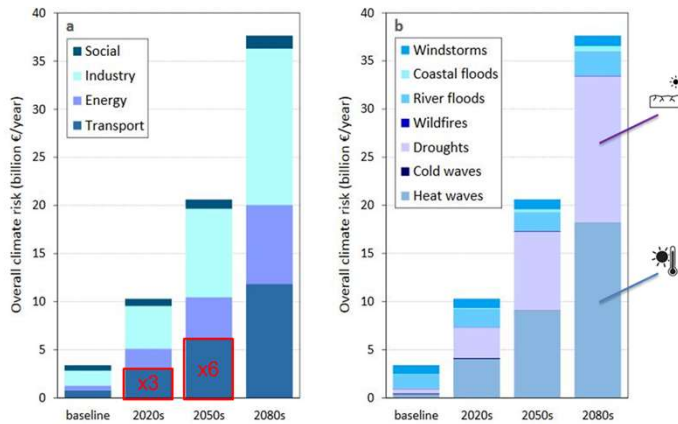 Overall climate risk (billion €/year)
40
35
30
25
20
15
10
5
0
a
Social
Industry
Energy
Transport
x3
x6
baseline
2020s
2050s
2080s
Overall climate risk (billion €/year)
40
35
30
25
20
15
10
5
0
b
Windstorms
Coastal floods
River floods
Wildfires
Droughts
Cold waves
Heat waves
baseline
2020s
2050s
2080s